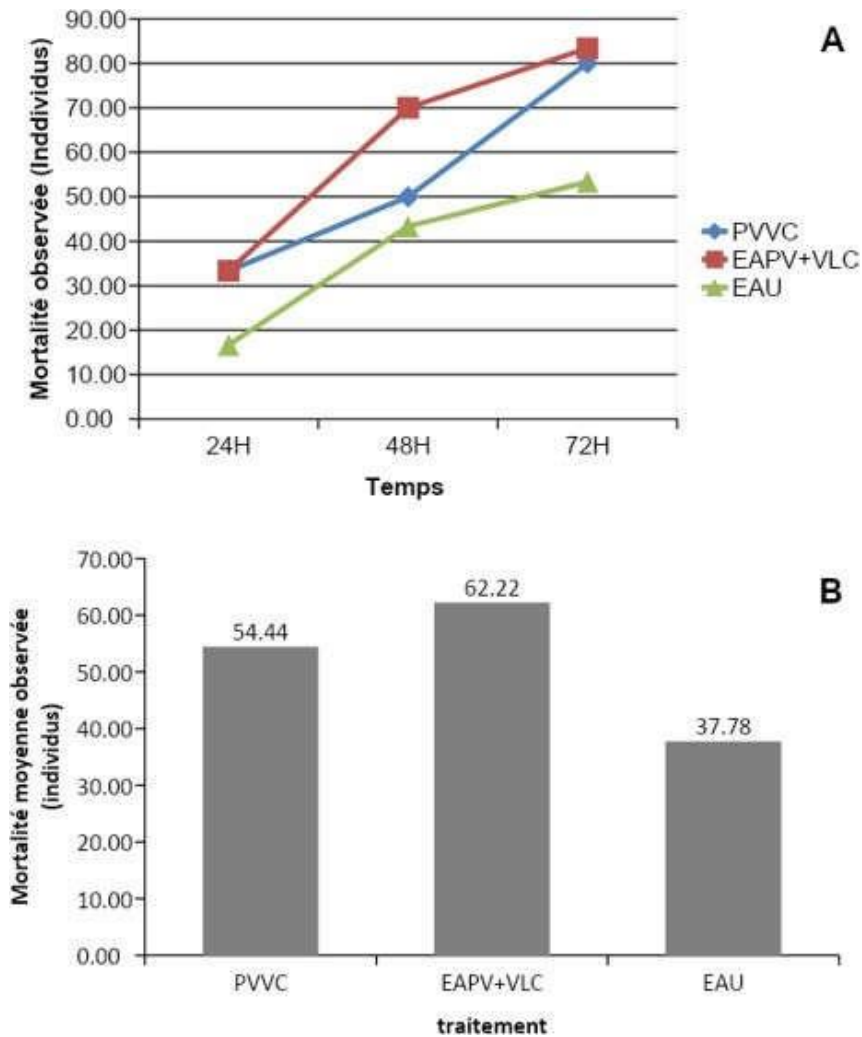 A
90.00
80.00
70.00
60.00
50.00
40.00
30.00
20.00
10.00
0.00
Mortalité observée (Inddividus)
24H 48H 72H
Temps
PVVC
EAPV+VLC
EAU
B
70.00
60.00
50.00
40.00
30.00
20.00
10.00
0.00
Mortalité moyenne observée
(individus)
54.44
62.22
37.78
PVVC EAPV+VLC EAU
traitement